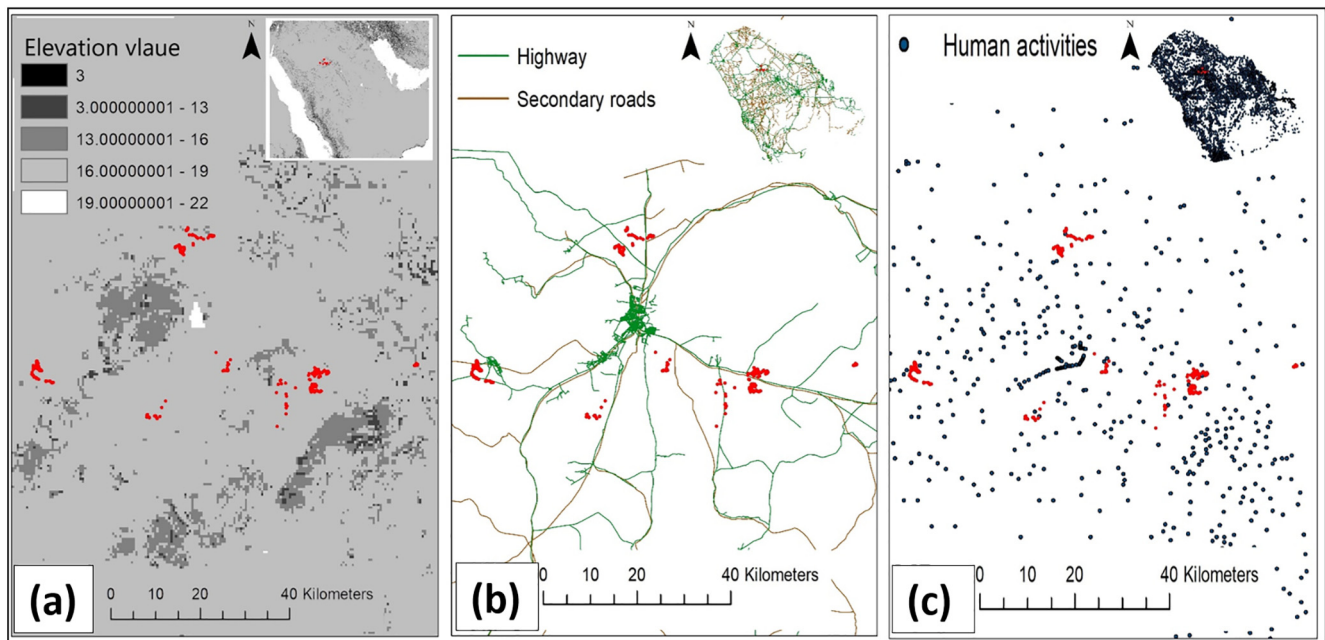 Elevation vlaue
3
3.000000001 - 13
13.00000001 - 16
16.00000001 - 19
19.00000001 - 22
N
(a)
0 10 20 40 Kilometers
N
Highway
Secondary roads
(b)
0 10 20 40 Kilometers
Human activities
N
(c)
0 10 20 40 Kilometers